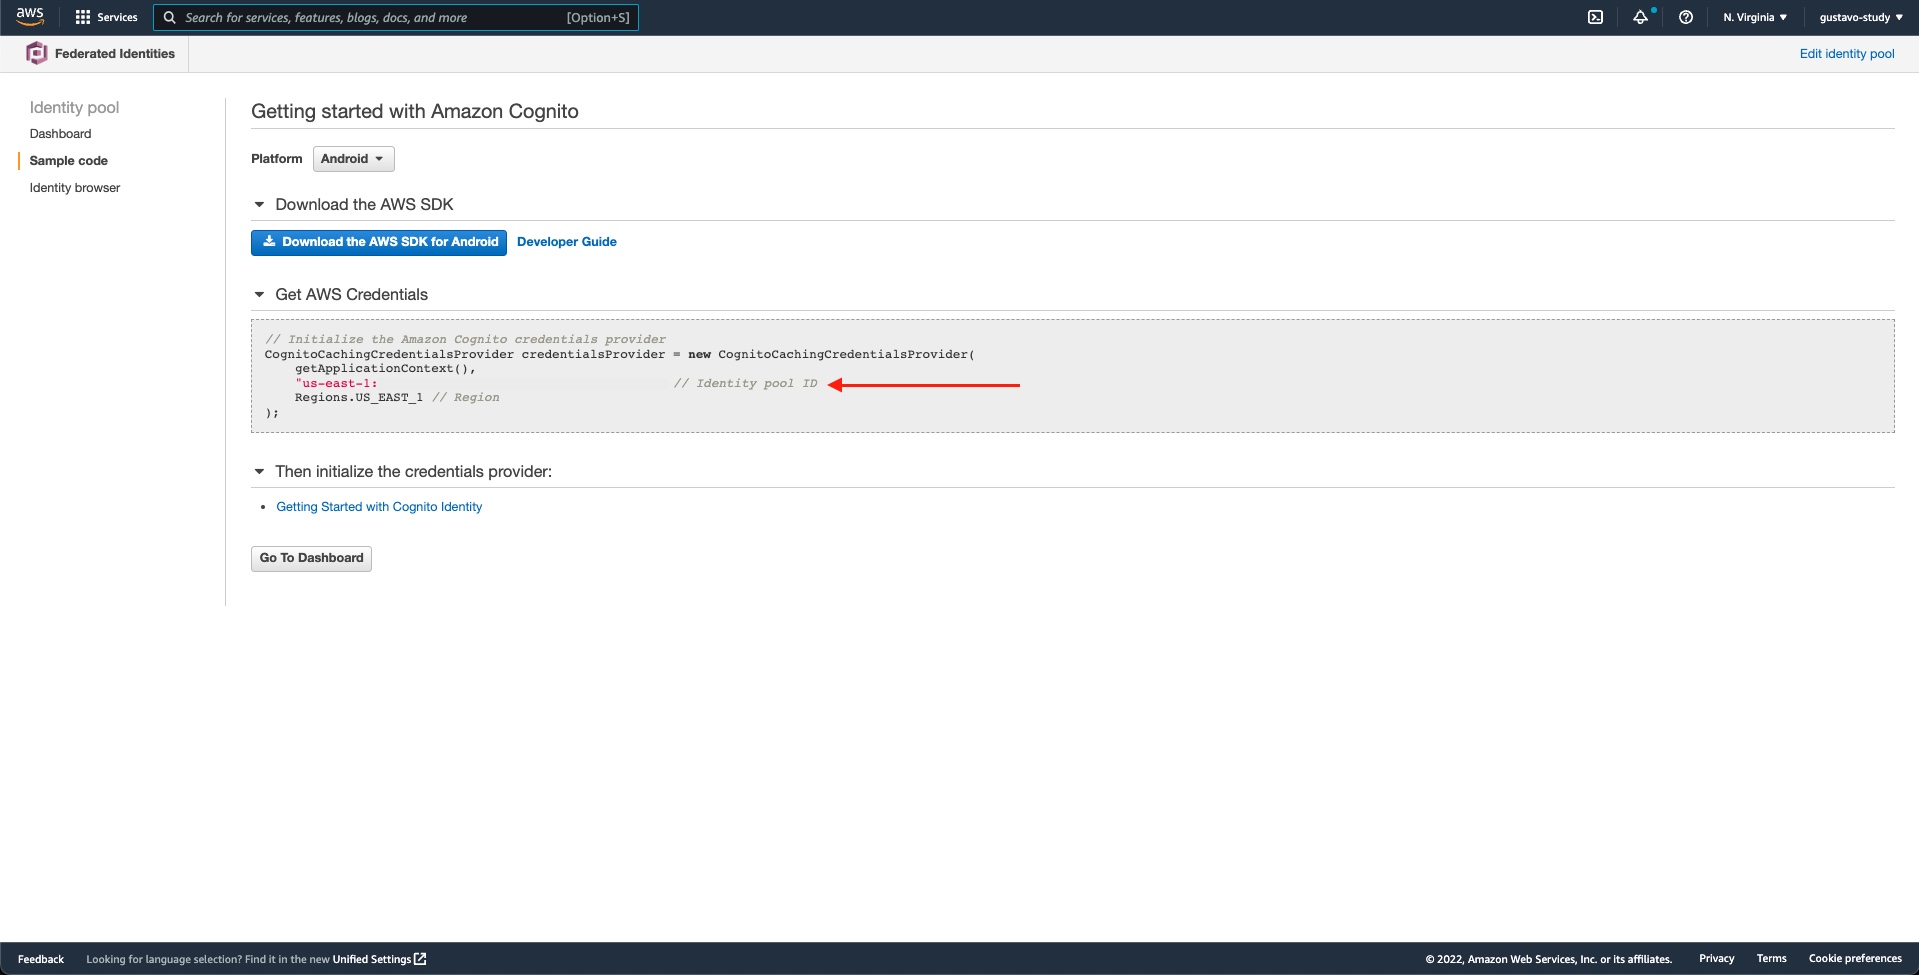 aws
Services
Search for services, features, blogs, docs, and more [Option+S]
N. Virginia
gustavo-study
Federated Identities
Edit identity pool
Identity pool
Dashboard
Sample code
Identity browser
Getting started with Amazon Cognito
Platform Android
Download the AWS SDK
Download the AWS SDK for Android Developer Guide
Get AWS Credentials
// Initialize the Amazon Cognito credentials provider
CognitoCachingCredentialsProvider credentialsProvider = new CognitoCachingCredentialsProvider(
getApplicationContext(),
"us-east-1: // Identity pool ID
Regions.US_EAST_1 // Region
);
Then initialize the credentials provider:
• Getting Started with Cognito Identity
Go To Dashboard
Feedback Looking for language selection? Find it in the new Unified Settings
© 2022, Amazon Web Services, Inc. or its affiliates. Privacy Terms Cookie preferences